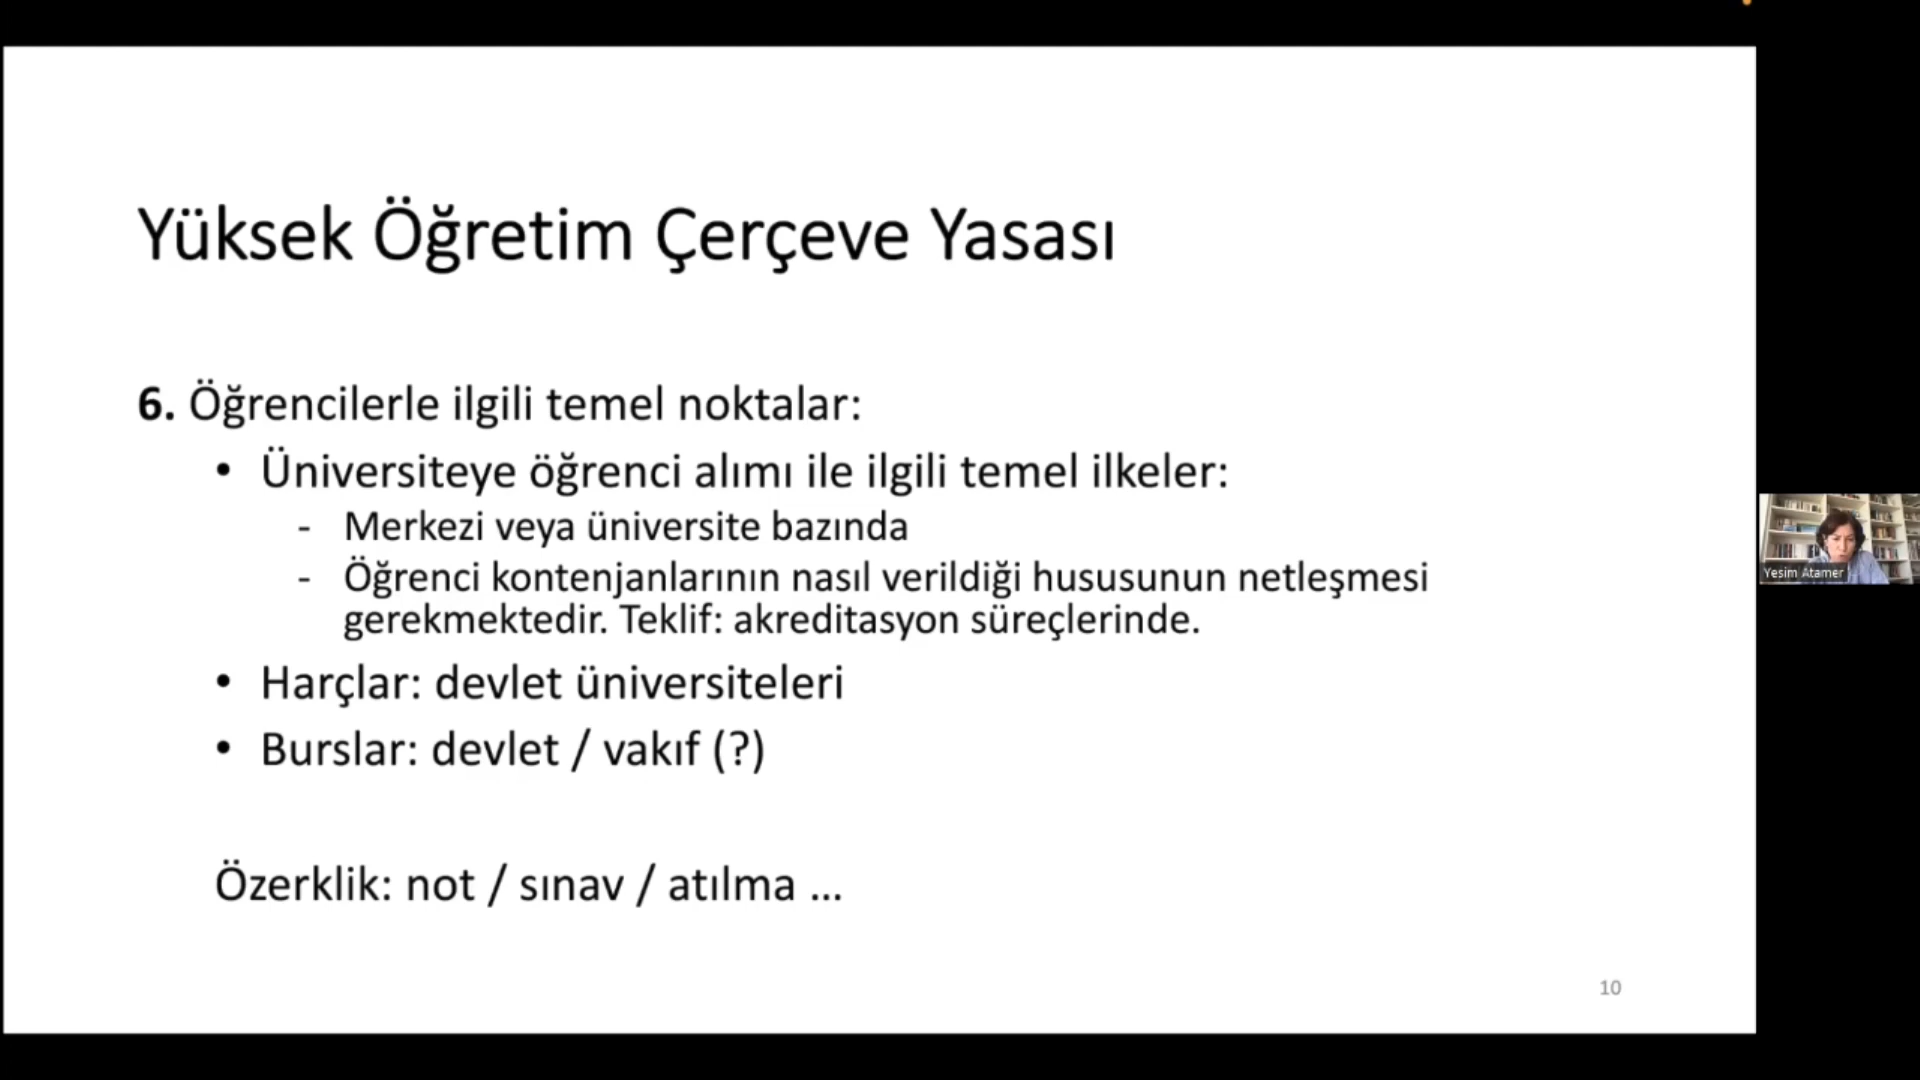 Yüksek Öğretim Çerçeve Yasası
6. Öğrencilerle ilgili temel noktalar:
• Üniversiteye öğrenci alımı ile ilgili temel ilkeler:
- Merkezi veya üniversite bazında
- Öğrenci kontenjanlarının nasıl verildiği hususunun netleşmesi
gerekmektedir. Teklif: akreditasyon süreçlerinde.
• Harçlar: devlet üniversiteleri
• Burslar: devlet / vakıf (?)
Özerklik: not / sınav / atılma ...
10
Yesim Atamer